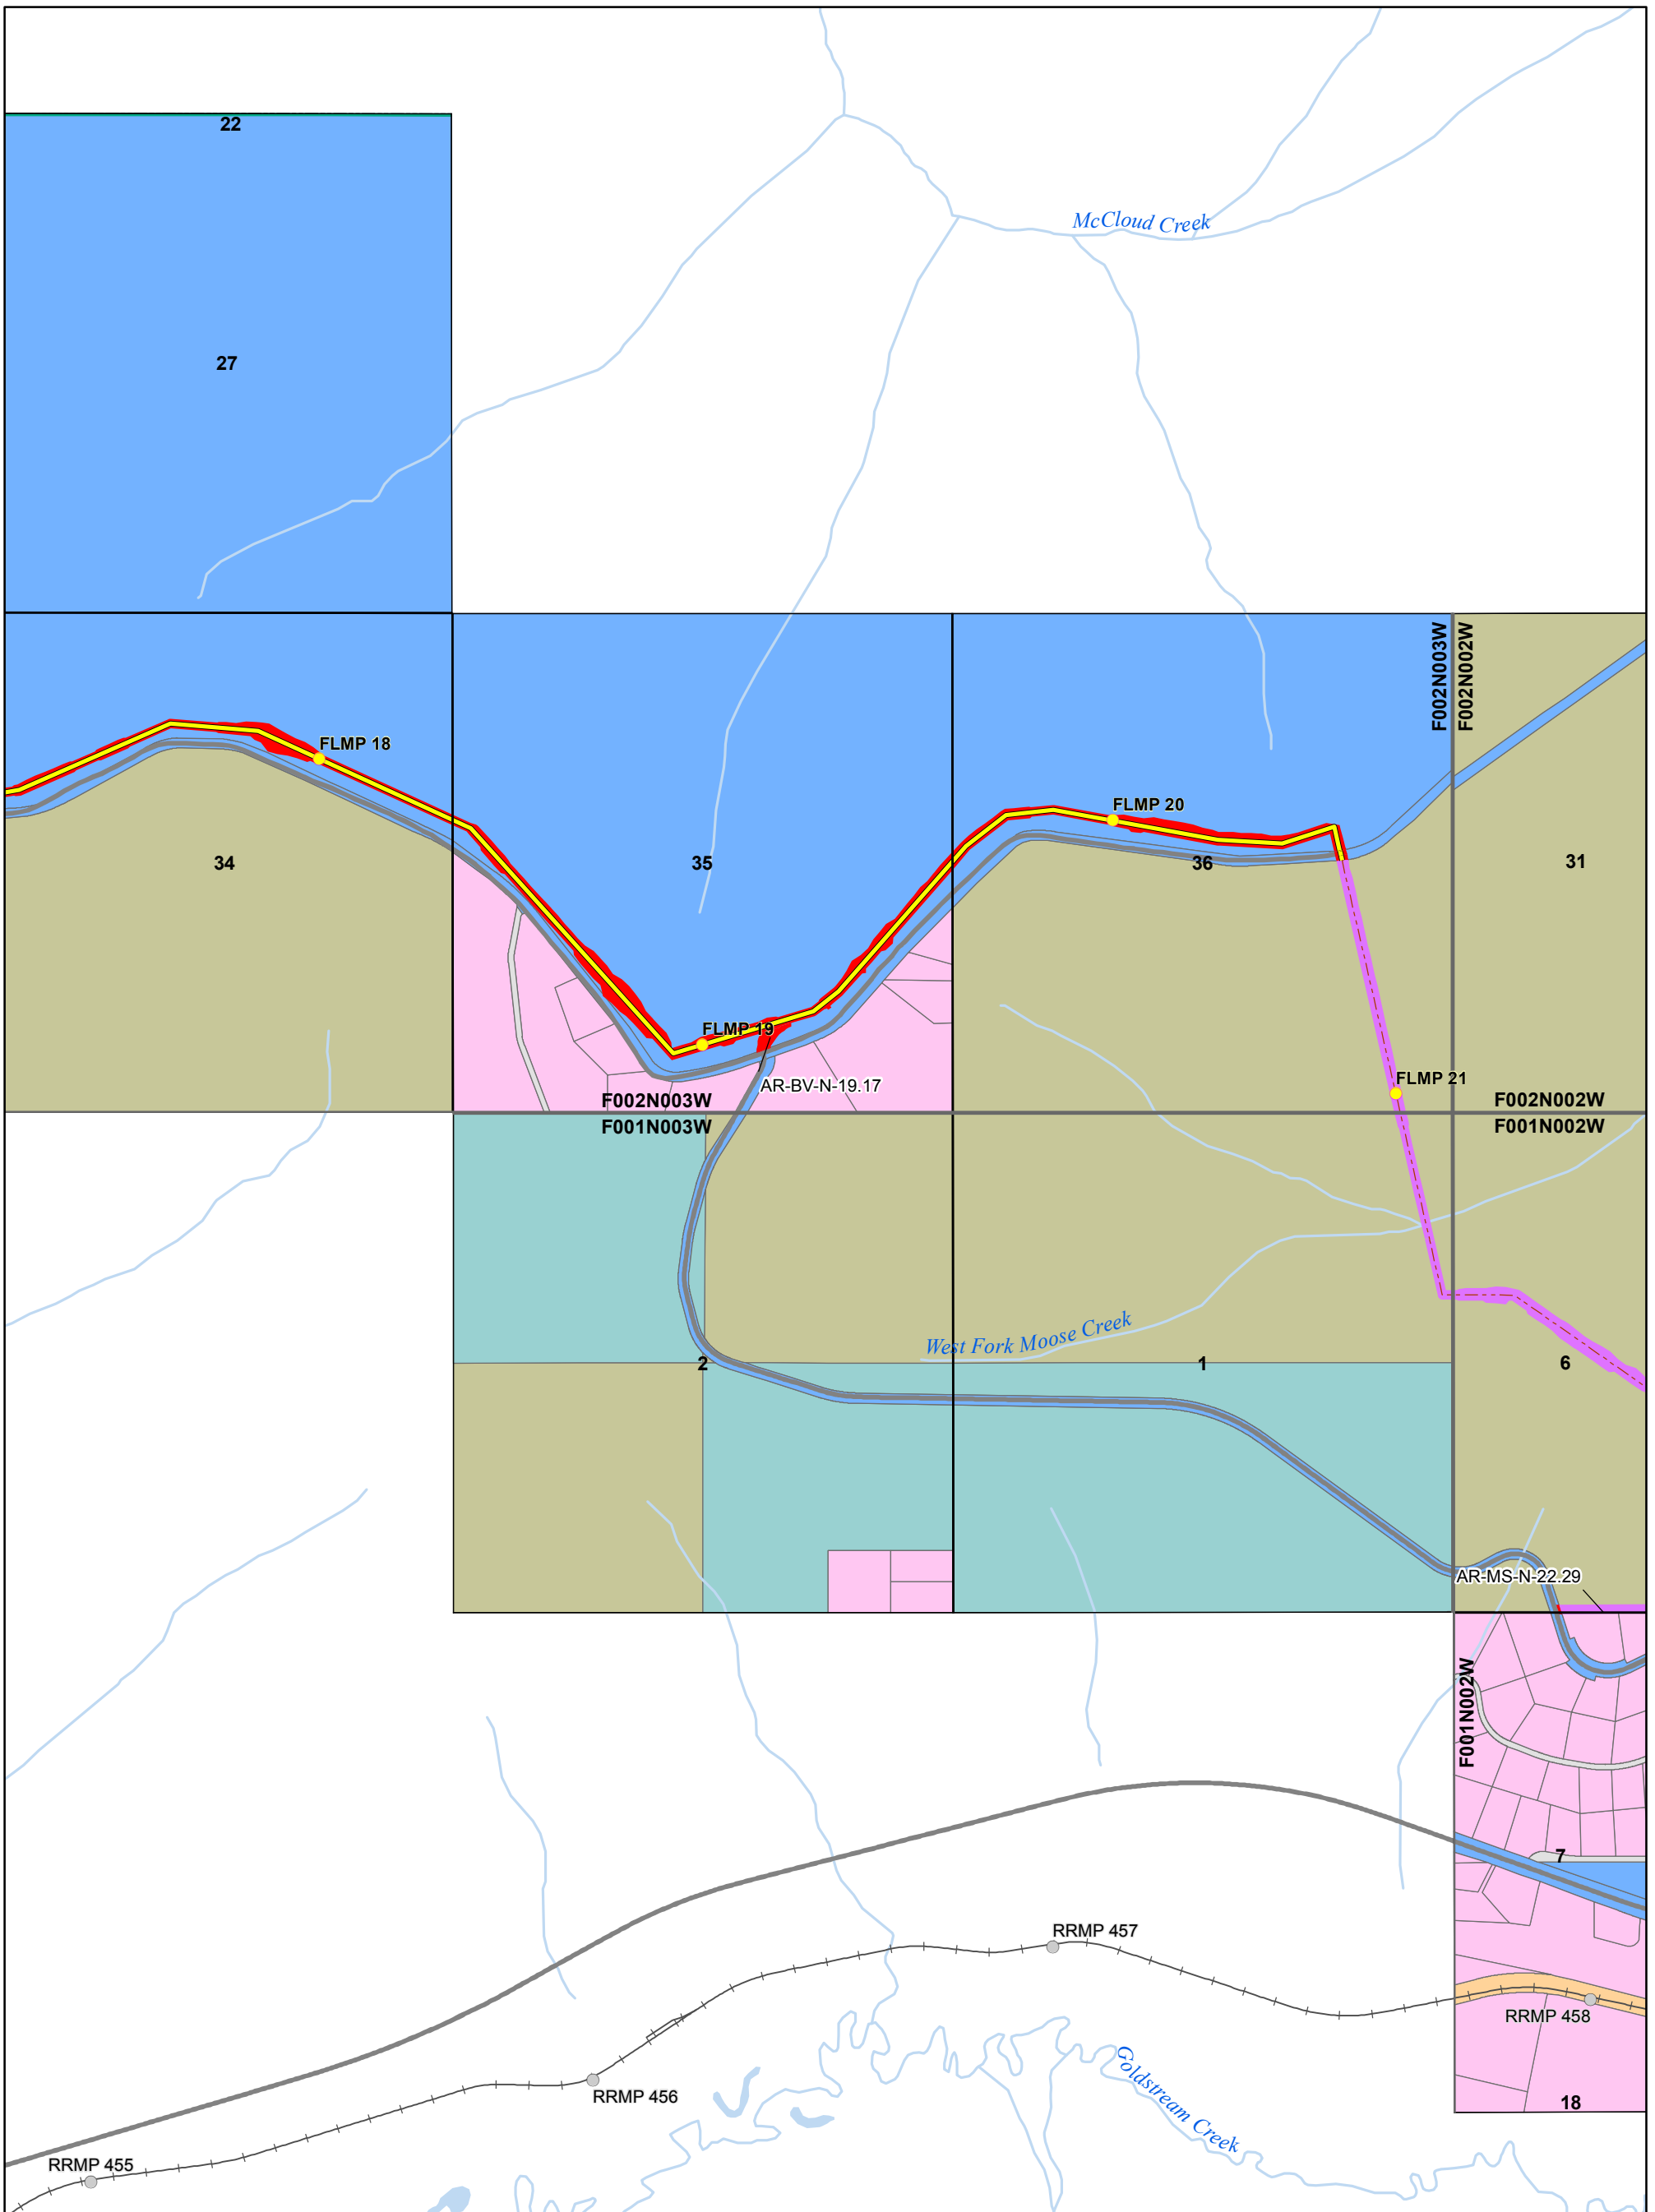 22
McCloud Creek
27
F002N003W
F002N002W
FLMP 18
FLMP 20
34
35
36
31
FLMP 19
FLMP 21
AR-BV-N-19.17
F002N003W
F002N002W
F001N003W
F001N002W
West Fork Moose Creek
2
1
6
AR-MS-N-22.29
F001N002W
7
RRMP 457
RRMP 458
Goldstream Creek
RRMP 456
18
RRMP 455